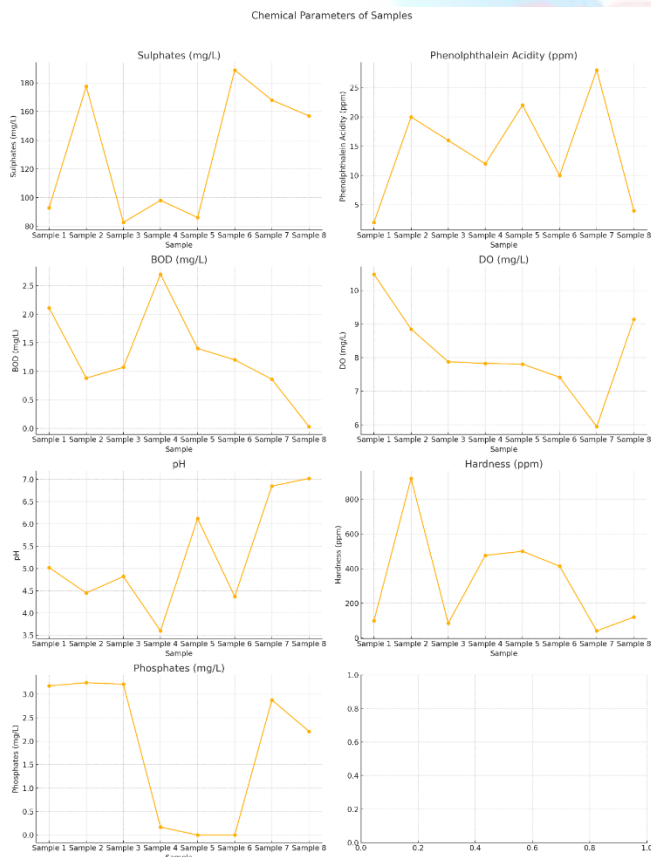 Chemical Parameters of Samples
Sulphates (mg/L)
Sulphates (mg/L)
180
160
140
120
100
80
Sample 1 Sample 2 Sample 3 Sample 4 Sample 5 Sample 6 Sample 7 Sample 8
Sample
Phenolphthalein Acidity (ppm)
Phenolphthalein Acidity (ppm)
25
20
15
10
5
Sample 1 Sample 2 Sample 3 Sample 4 Sample 5 Sample 6 Sample 7 Sample 8
Sample
BOD (mg/L)
BOD (mg/L)
2.5
2.0
1.5
1.0
0.5
0.0
Sample 1 Sample 2 Sample 3 Sample 4 Sample 5 Sample 6 Sample 7 Sample 8
Sample
DO (mg/L)
DO (mg/L)
10
9
8
7
6
Sample 1 Sample 2 Sample 3 Sample 4 Sample 5 Sample 6 Sample 7 Sample 8
Sample
pH
pH
7.0
6.5
6.0
5.5
5.0
4.5
4.0
3.5
Sample 1 Sample 2 Sample 3 Sample 4 Sample 5 Sample 6 Sample 7 Sample 8
Sample
Hardness (ppm)
Hardness (ppm)
800
600
400
200
0
Sample 1 Sample 2 Sample 3 Sample 4 Sample 5 Sample 6 Sample 7 Sample 8
Sample
Phosphates (mg/L)
Phosphates (mg/L)
3.0
2.5
2.0
1.5
1.0
0.5
0.0
Sample 1 Sample 2 Sample 3 Sample 4 Sample 5 Sample 6 Sample 7 Sample 8
Sample
1.0
0.8
0.6
0.4
0.2
0.0
0.0 0.2 0.4 0.6 0.8 1.0